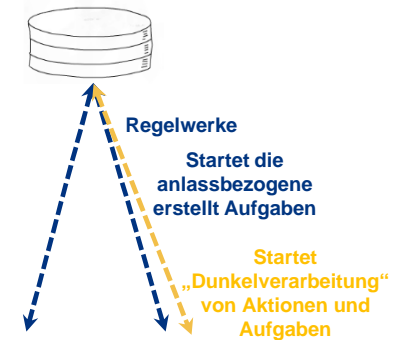 Regelwerke
Startet die
anlassbezogene
erstellt Aufgaben
Startet
„Dunkelverarbeitung“
von Aktionen und
Aufgaben